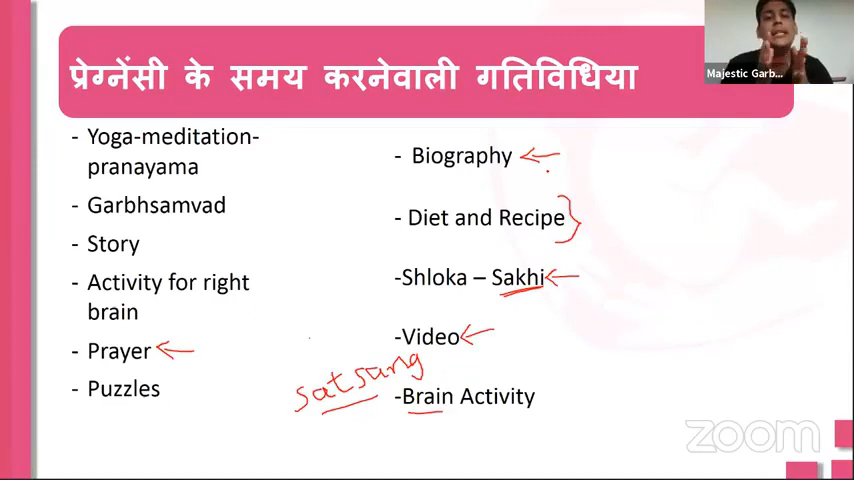 प्रेग्नेंसी के समय करनेवाली गतिविधिया
Majestic Garb...
- Yoga-meditation-
pranayama
- Garbhsamvad
- Story
- Activity for right
brain
- Prayer
- Puzzles
- Biography
- Diet and Recipe
-Shloka – Sakhi
-Video
satsang
-Brain Activity
zoom